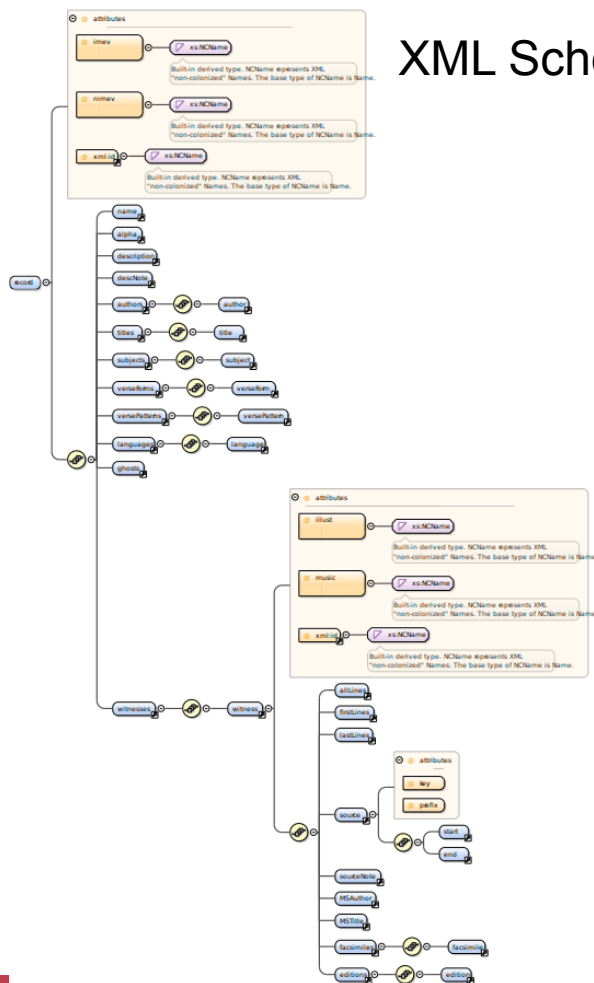 XML Sche
attributes
imev
xs:NCName
Built-in derived type. NCName represents XML
"non-colonized" Names. The base type of NCName is Name.
nimev
xs:NCName
Built-in derived type. NCName represents XML
"non-colonized" Names. The base type of NCName is Name.
xml:id
xs:NCName
Built-in derived type. NCName represents XML
"non-colonized" Names. The base type of NCName is Name.
name
alpha
description
record
descNote
authors
author
titles
title
subjects
subject
verseForms
verseForm
versePatterns
versePattern
languages
language
ghosts
attributes
illust
xs:NCName
Built-in derived type. NCName represents XML
"non-colonized" Names. The base type of NCName is Name
music
xs:NCName
Built-in derived type. NCName represents XML
"non-colonized" Names. The base type of NCName is Name
xml:id
xs:NCName
Built-in derived type. NCName represents XML
"non-colonized" Names. The base type of NCName is Name.
witnesses
witness
allLines
firstLines
lastLines
attributes
key
prefix
source
start
end
sourceNote
MSAuthor
MSTitle
facsimiles
facsimile
editions
edition